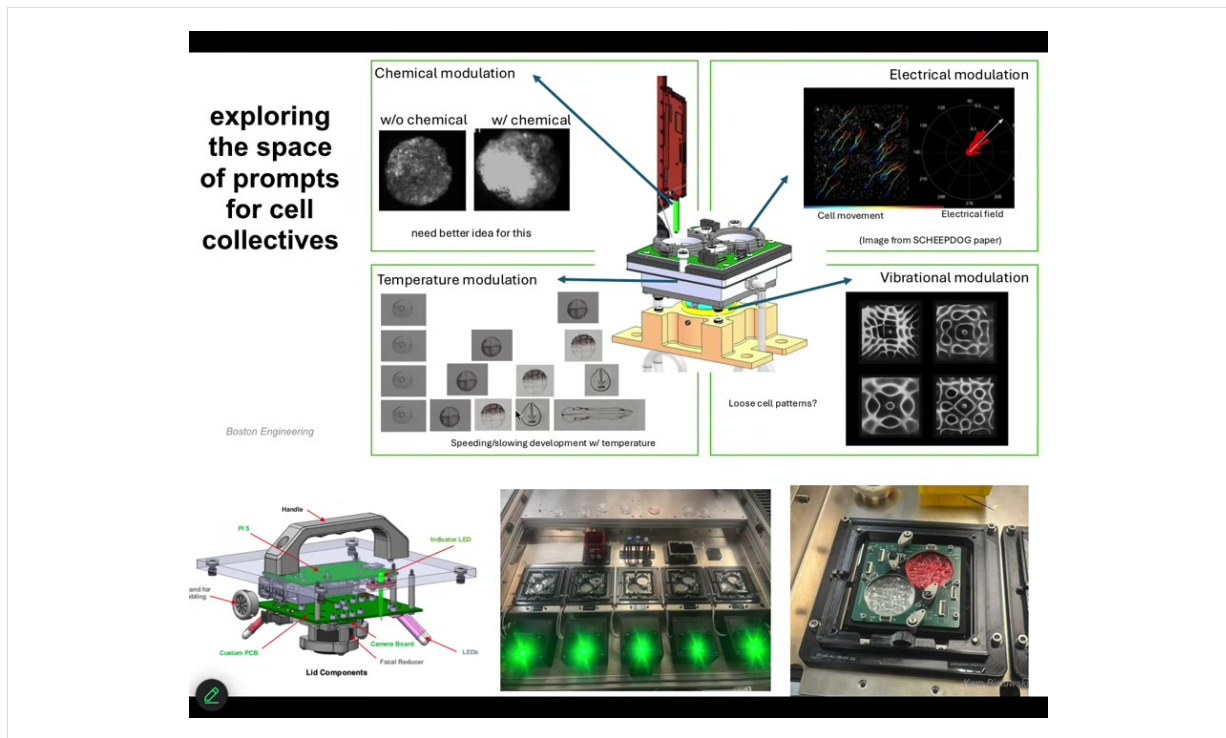 exploring
the space
of prompts
for cell
collectives
Boston Engineering
Chemical modulation
w/o chemical
w/ chemical
need better idea for this
Electrical modulation
Cell movement
Electrical field
(Image from SCHEEPDOG paper)
Temperature modulation
Speeding/slowing development w/ temperature
Vibrational modulation
Loose cell patterns?
Handle
PI 5
Indicator LED
Custom PCB
Camera Board
Focal Reducer
LEDs
Lid Components